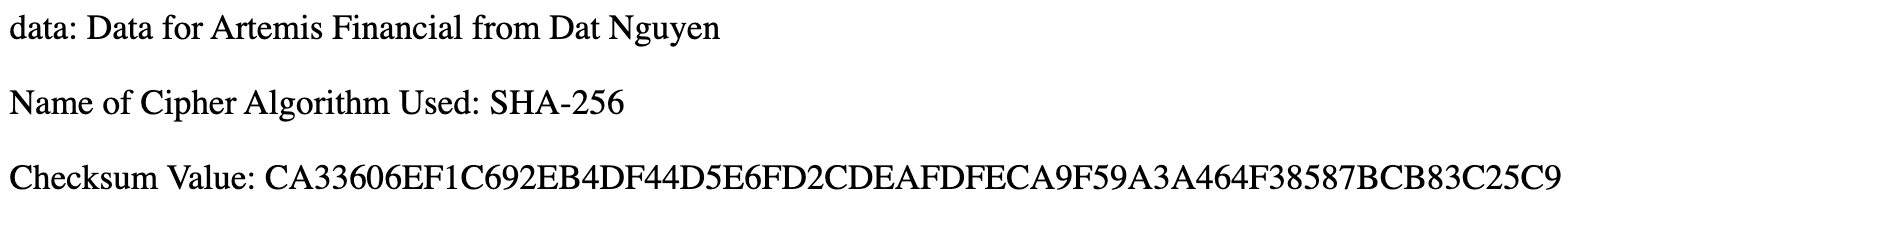 data: Data for Artemis Financial from Dat Nguyen
Name of Cipher Algorithm Used: SHA-256
Checksum Value: CA33606EF1C692EB4DF44D5E6FD2CDEAFDFECA9F59A3A464F38587BCB83C25C9